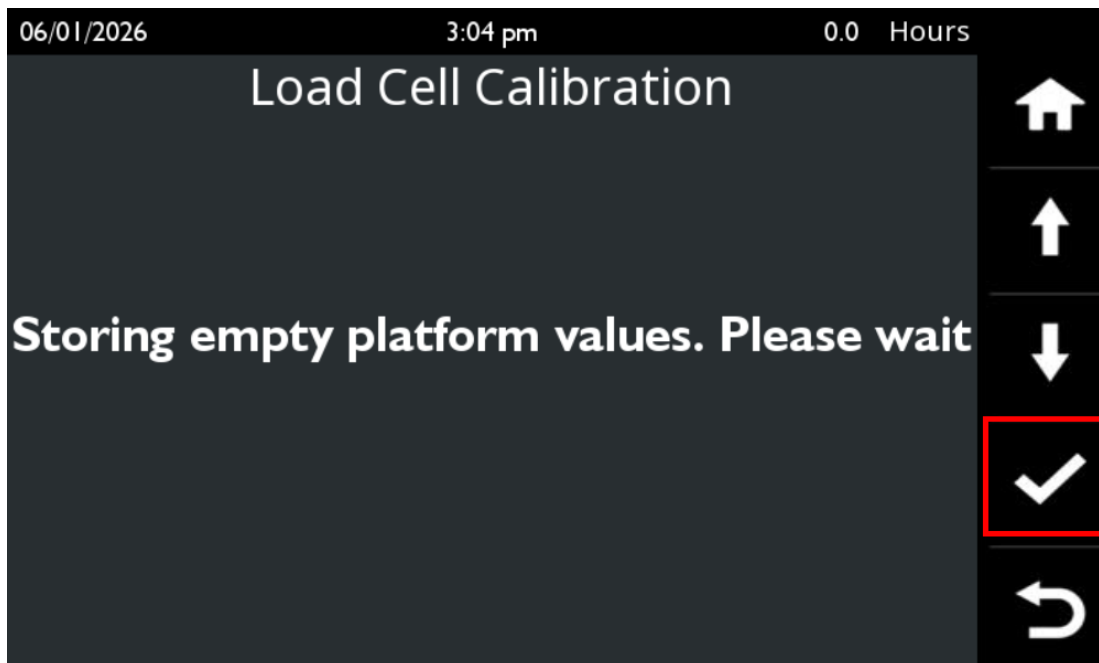 06/01/2026 3:04 pm 0.0 Hours
Load Cell Calibration
Storing empty platform values. Please wait